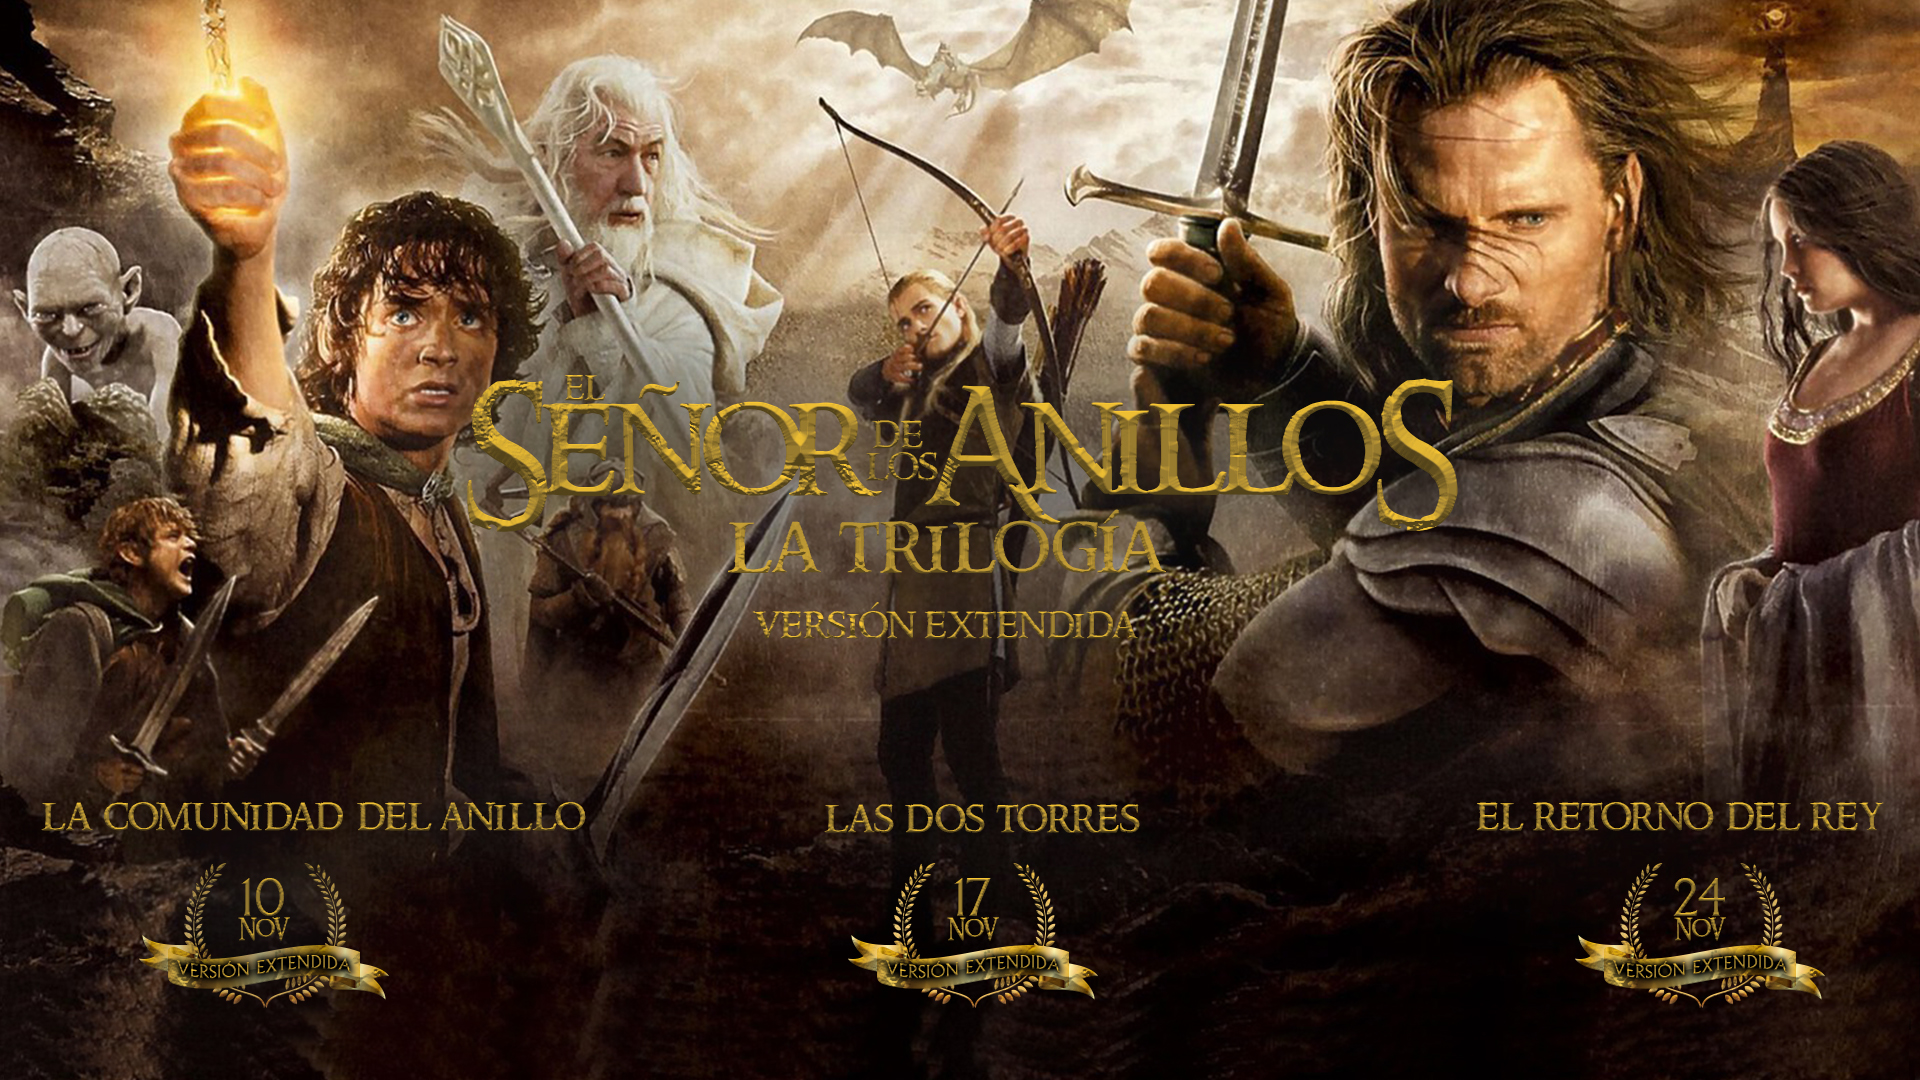 EL SEÑOR DE LOS ANILLOS
LA TRILOGÍA
VERSIÓN EXTENDIDA
LA COMUNIDAD DEL ANILLO
10
NOV
VERSIÓN EXTENDIDA
LAS DOS TORRES
17
NOV
VERSIÓN EXTENDIDA
EL RETORNO DEL REY
24
NOV
VERSIÓN EXTENDIDA